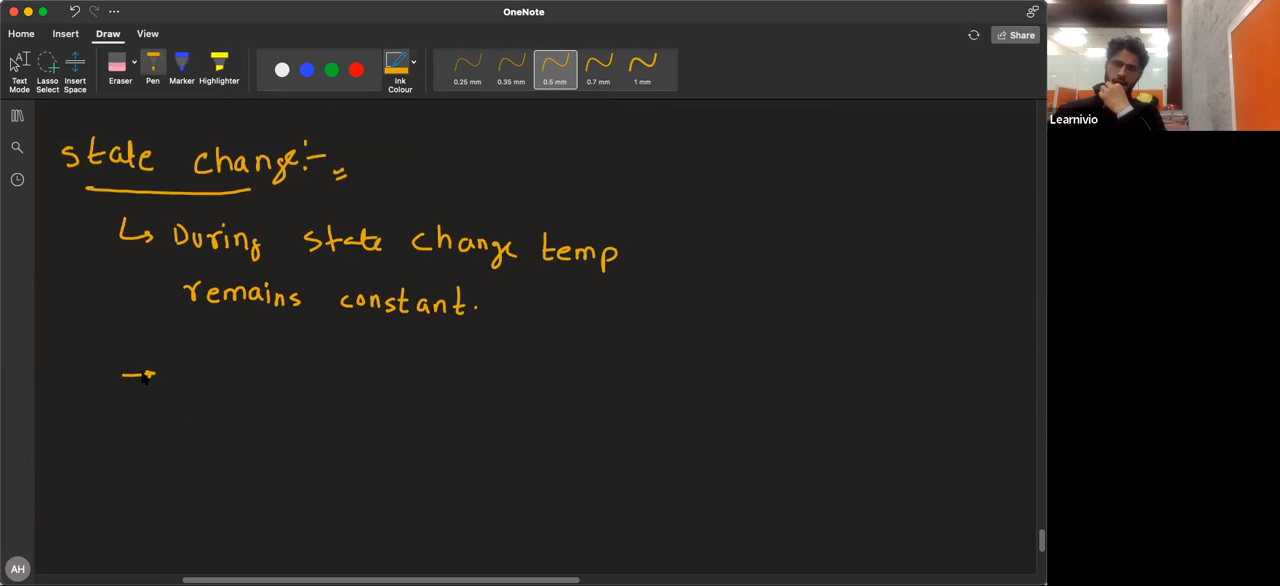 OneNote
Home Insert Draw View
Share
Text Mode
Lasso Select
Insert Space
Eraser
Pen
Marker
Highlighter
Ink Colour
0.25 mm
0.35 mm
0.5 mm
0.7 mm
1 mm
Learnivio
state change:-
During state change temp
remains constant.
AH